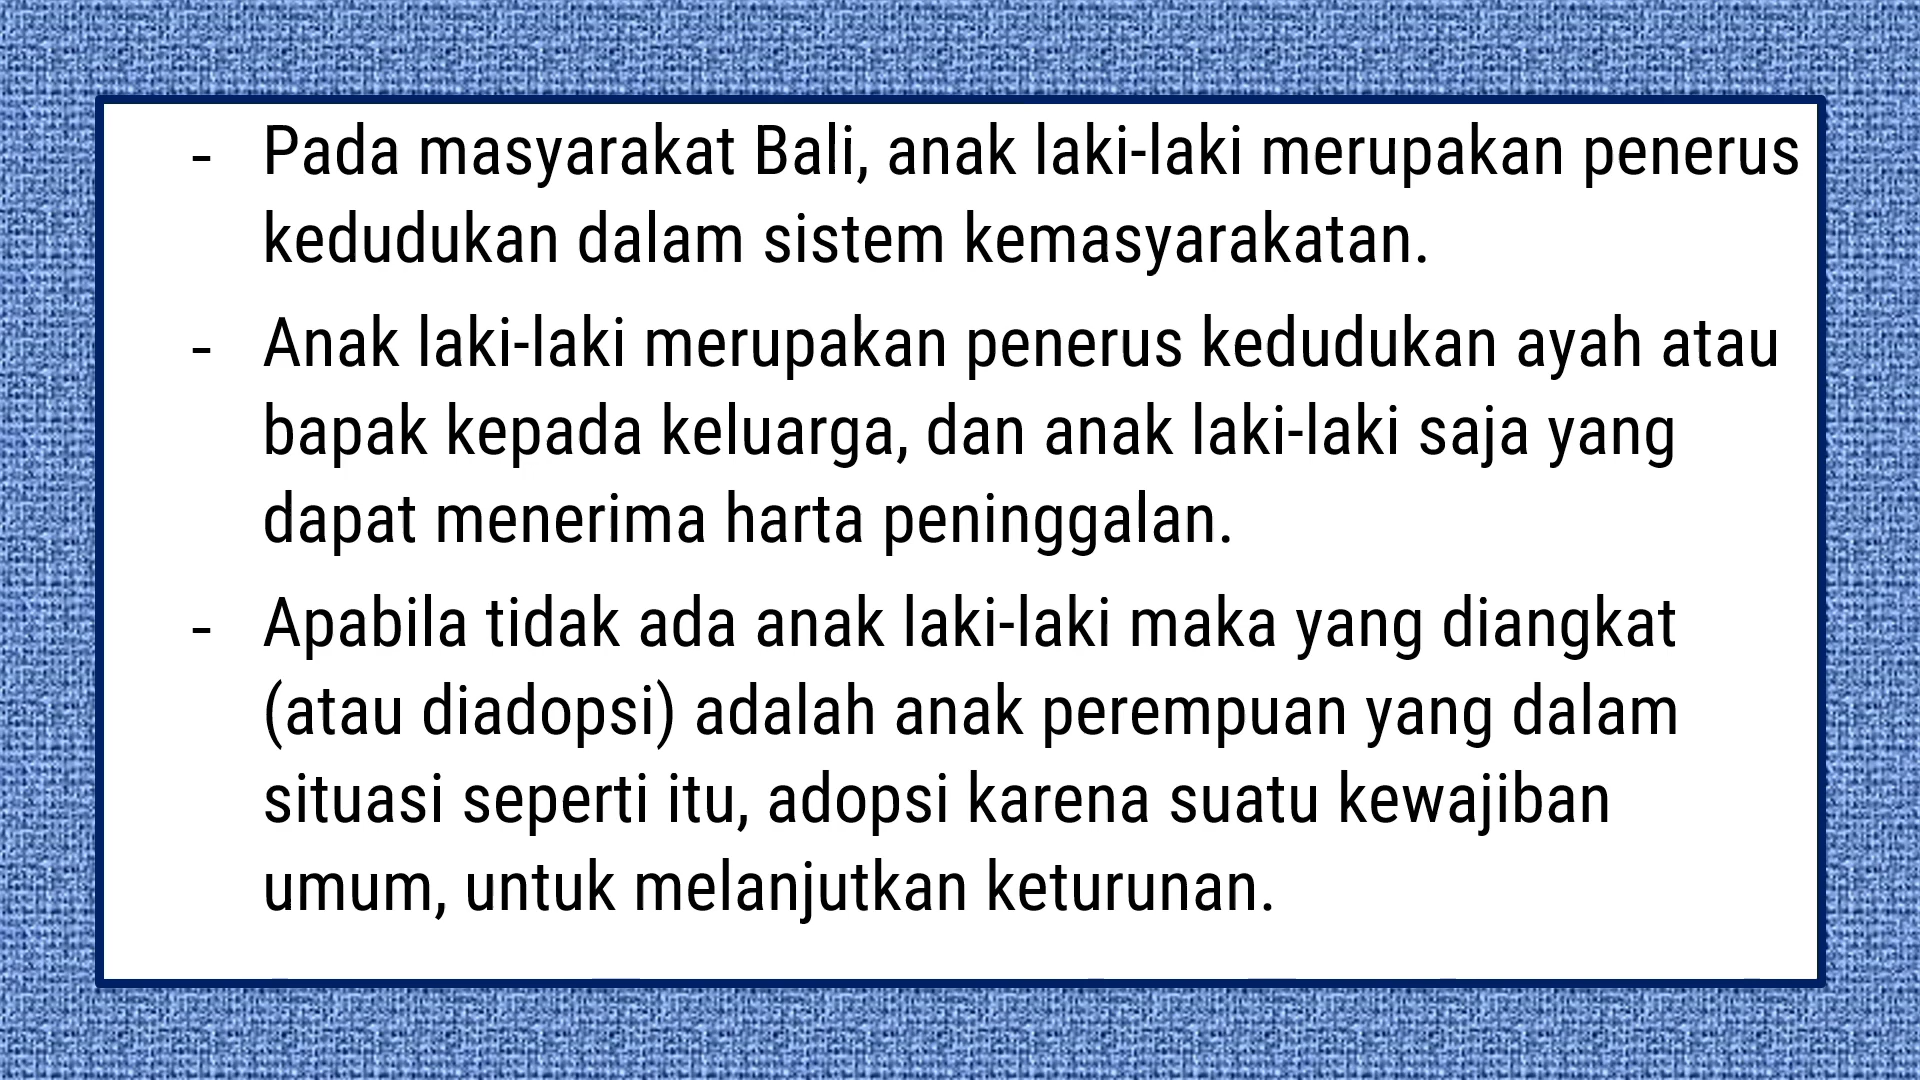 - Pada masyarakat Bali, anak laki-laki merupakan penerus
kedudukan dalam sistem kemasyarakatan.
- Anak laki-laki merupakan penerus kedudukan ayah atau
bapak kepada keluarga, dan anak laki-laki saja yang
dapat menerima harta peninggalan.
- Apabila tidak ada anak laki-laki maka yang diangkat
(atau diadopsi) adalah anak perempuan yang dalam
situasi seperti itu, adopsi karena suatu kewajiban
umum, untuk melanjutkan keturunan.